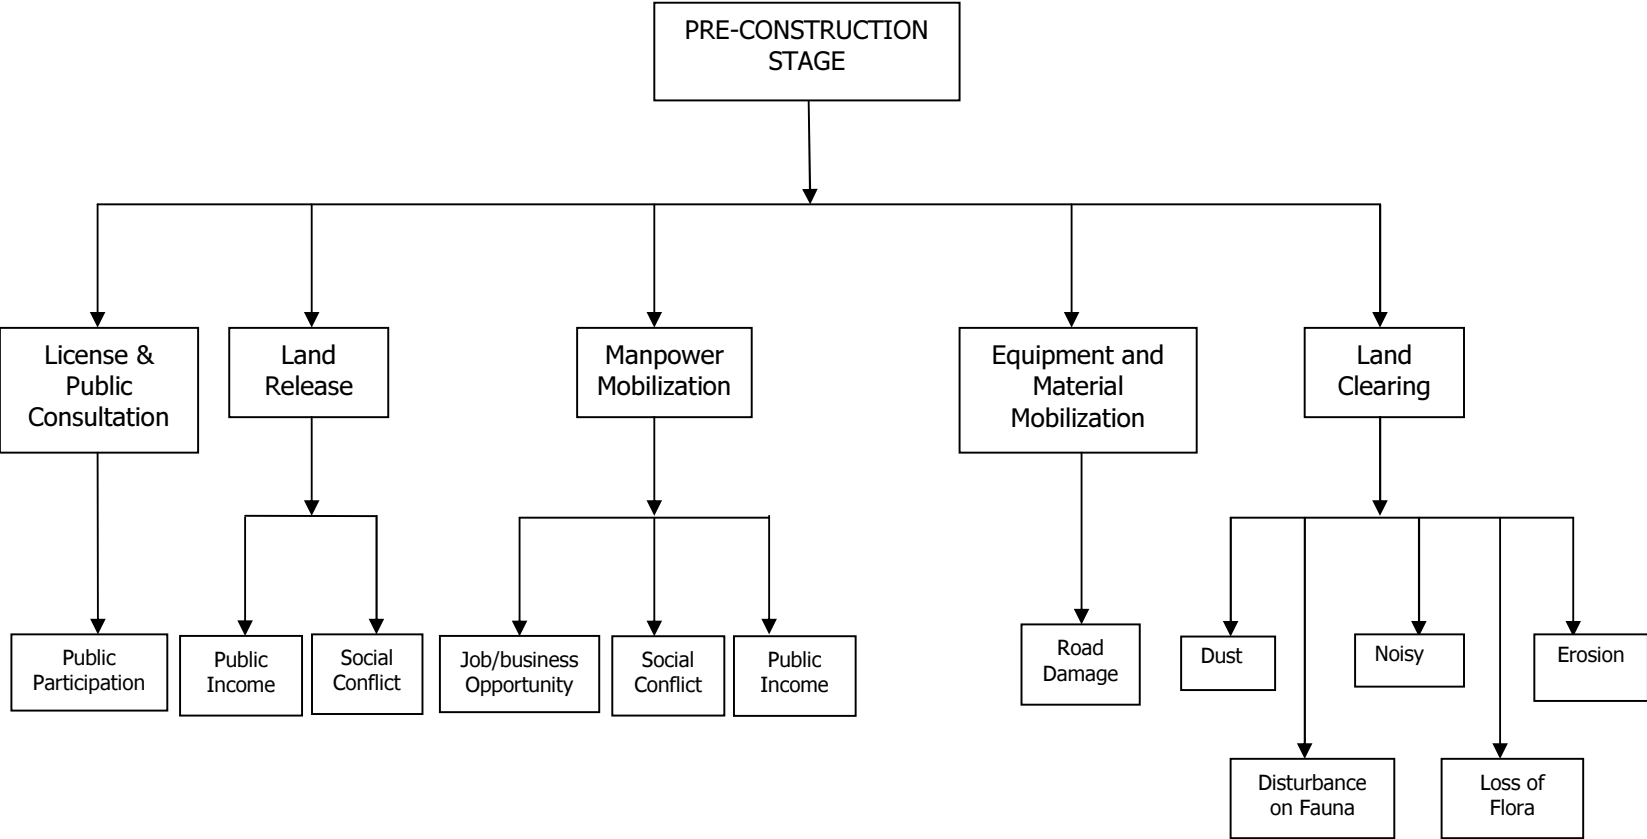 PRE-CONSTRUCTION
STAGE
License &
Public
Consultation
Land
Release
Manpower
Mobilization
Equipment and
Material
Mobilization
Land
Clearing
Public
Participation
Public
Income
Social
Conflict
Job/business
Opportunity
Social
Conflict
Public
Income
Road
Damage
Dust
Noisy
Erosion
Disturbance
on Fauna
Loss of
Flora